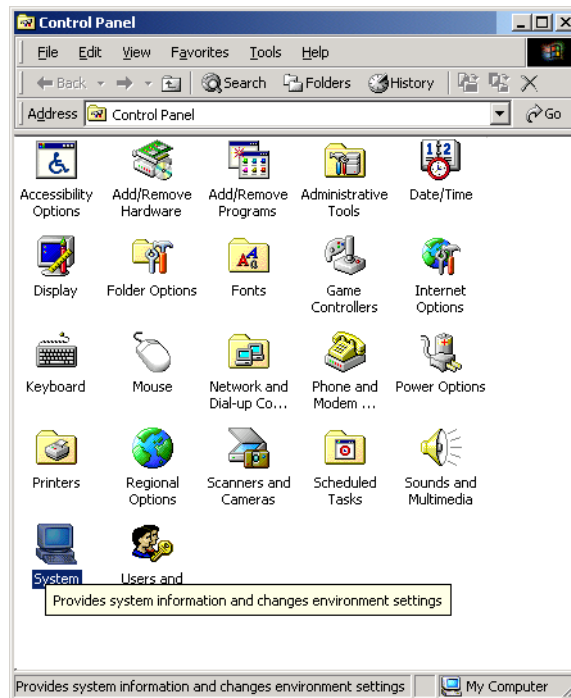 Control Panel
File Edit View Favorites Tools Help
Back Search Folders History
Address Control Panel Go
Accessibility Options
Add/Remove Hardware
Add/Remove Programs
Administrative Tools
Date/Time
Display
Folder Options
Fonts
Game Controllers
Internet Options
Keyboard
Mouse
Network and Dial-up Co...
Phone and Modem ...
Power Options
Printers
Regional Options
Scanners and Cameras
Scheduled Tasks
Sounds and Multimedia
System
Users and
Provides system information and changes environment settings
Provides system information and changes environment settings My Computer